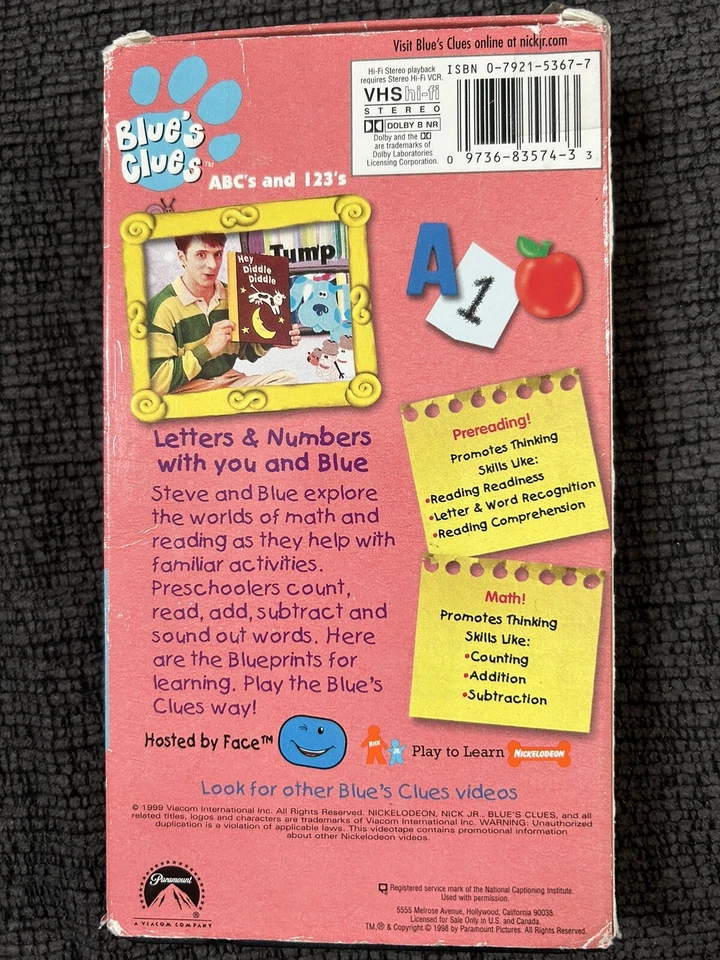 Visit Blue's Clues online at nickjr.com
Hi-Fi Stereo playback
requires Stereo Hi-Fi VCR.
VHS hi-fi
STEREO
DOLBY B NR
Dolby and the
are trademarks of
Dolby Laboratories
Licensing Corporation.
ISBN 0-7921-5367-7
0 9736-83574-3 3
Blue's
Clues™
ABC's and 123's
Tump
Hey
Diddle
Diddle
A
1
Letters & Numbers
with you and Blue
Steve and Blue explore
the worlds of math and
reading as they help with
familiar activities.
Preschoolers count,
read, add, subtract and
sound out words. Here
are the Blueprints for
learning. Play the Blue's
Clues way!
Prereading!
Promotes Thinking
Skills Like:
•Reading Readiness
•Letter & Word Recognition
•Reading Comprehension
Math!
Promotes Thinking
Skills Like:
•Counting
•Addition
•Subtraction
Hosted by Face™
NICK
JR.
Play to Learn
NICKELODEON
Look for other Blue's Clues videos
© 1999 Viacom International Inc. All Rights Reserved. NICKELODEON, NICK JR., BLUE'S CLUES, and all
related titles, logos and characters are trademarks of Viacom International Inc. WARNING: Unauthorized
duplication is a violation of applicable laws. This videotape contains promotional information
about other Nickelodeon videos.
Paramount
®
A VIACOM COMPANY
Registered service mark of the National Captioning Institute.
Used with permission.
5555 Melrose Avenue, Hollywood, California 90038.
Licensed for Sale Only in U.S. and Canada.
TM,® & Copyright © 1998 by Paramount Pictures. All Rights Reserved.